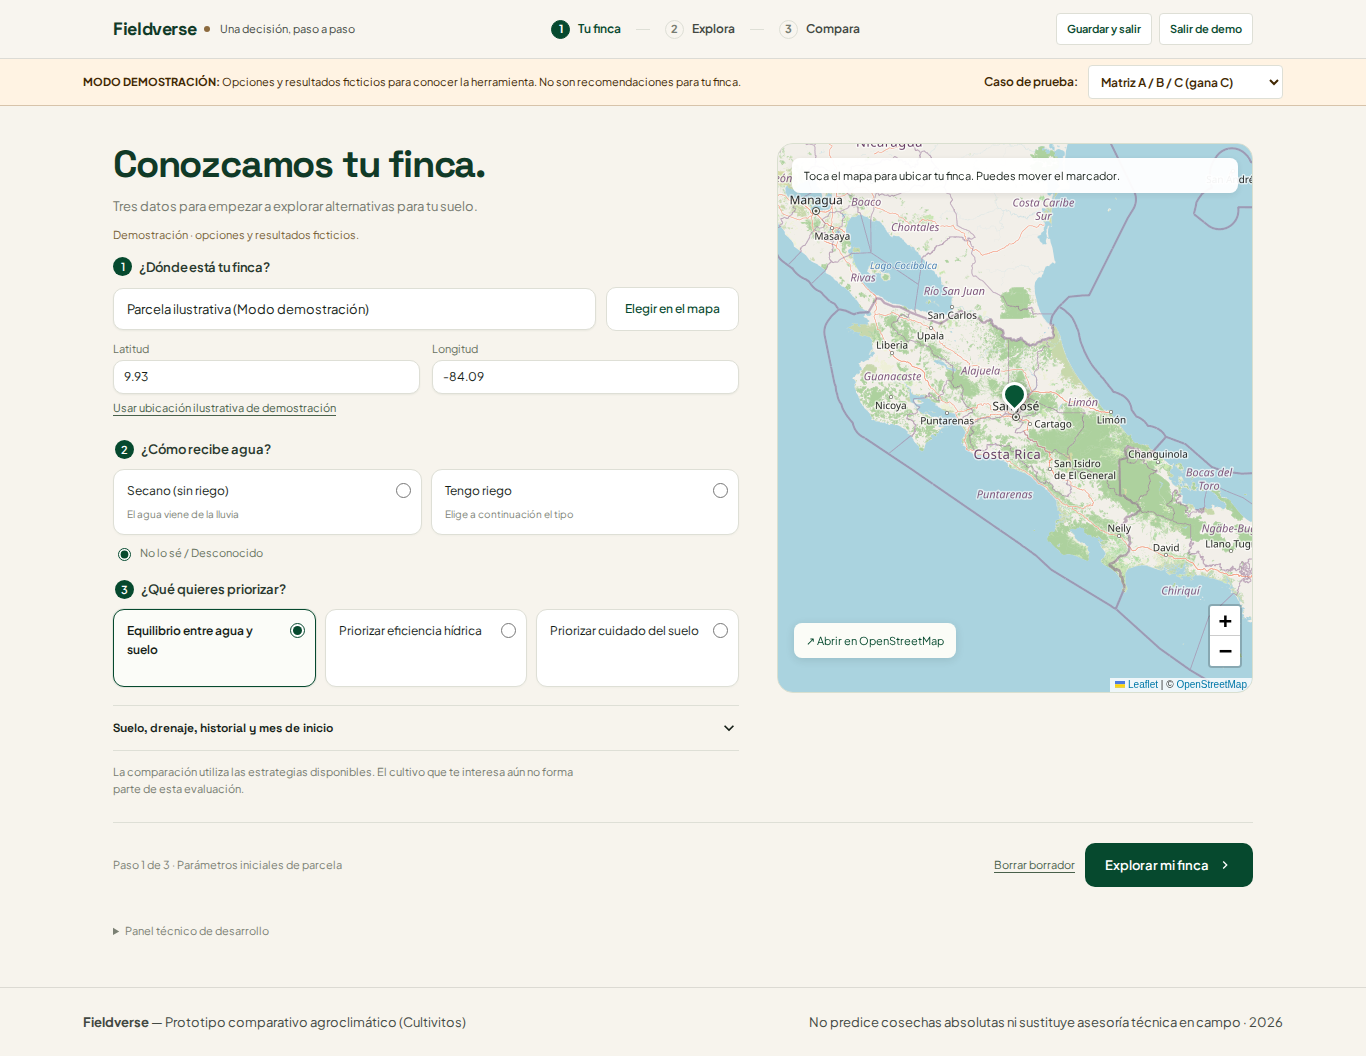 Fieldverse
Una decisión, paso a paso
1 Tu finca
2 Explora
3 Compara
Guardar y salir
Salir de demo
MODO DEMOSTRACIÓN: Opciones y resultados ficticios para conocer la herramienta. No son recomendaciones para tu finca.
Caso de prueba:
Matriz A / B / C (gana C)
Conozcamos tu finca.
Tres datos para empezar a explorar alternativas para tu suelo.
Demostración · opciones y resultados ficticios.
1 ¿Dónde está tu finca?
Parcela ilustrativa (Modo demostración)
Elegir en el mapa
Latitud
Longitud
9.93
-84.09
Usar ubicación ilustrativa de demostración
2 ¿Cómo recibe agua?
Secano (sin riego)
El agua viene de la lluvia
Tengo riego
Elige a continuación el tipo
No lo sé / Desconocido
3 ¿Qué quieres priorizar?
Equilibrio entre agua y
suelo
Priorizar eficiencia hídrica
Priorizar cuidado del suelo
Suelo, drenaje, historial y mes de inicio
La comparación utiliza las estrategias disponibles. El cultivo que te interesa aún no forma
parte de esta evaluación.
Toca el mapa para ubicar tu finca. Puedes mover el marcador.
Nicaragua
Managua
Boaco
Costa Caribe
Sur
Masaya
Chontales
Lago Cocibolca
Rivas
Río San Juan
San Carlos
Upala
Liberia
Guanacaste
Alajuela
Nicoya
San José
Limón
Puntarenas
Cartago
Limón
Costa Rica
San Isidro
de El General
Changuinola
Bocas del
Toro
Puntarenas
Neily
David
Ngäbe-Bu
Llano Tug
Chiriquí
↗ Abrir en OpenStreetMap
+
−
Leaflet | © OpenStreetMap
Paso 1 de 3 · Parámetros iniciales de parcela
Borrar borrador
Explorar mi finca
Panel técnico de desarrollo
Fieldverse — Prototipo comparativo agroclimático (Cultivitos)
No predice cosechas absolutas ni sustituye asesoría técnica en campo · 2026